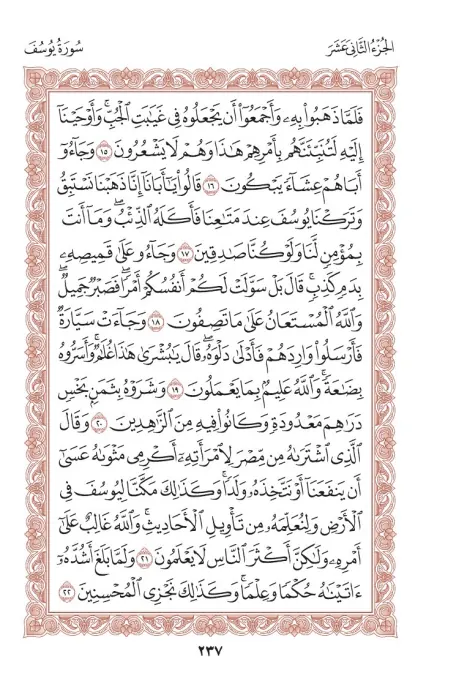 الجُزْءُ الثَّانِي عَشَرَ
سُورَةُ يُوسُفَ
فَلَمَّا ذَهَبُوا۟ بِهِۦ وَأَجْمَعُوٓا۟ أَن يَجْعَلُوهُ فِى غَيَٰبَتِ ٱلْجُبِّ ۚ وَأَوْحَيْنَآ
إِلَيْهِ لَتُنَبِّئَنَّهُم بِأَمْرِهِمْ هَٰذَا وَهُمْ لَا يَشْعُرُونَ ١٥ وَجَآءُوٓ
أَبَاهُمْ عِشَآءً يَبْكُونَ ١٦ قَالُوا۟ يَٰٓأَبَانَآ إِنَّا ذَهَبْنَا نَسْتَبِقُ
وَتَرَكْنَا يُوسُفَ عِندَ مَتَٰعِنَا فَأَكَلَهُ ٱلذِّئْبُ ۖ وَمَآ أَنتَ
بِمُؤْمِنٍ لَّنَا وَلَوْ كُنَّا صَٰدِقِينَ ١٧ وَجَآءُو عَلَىٰ قَمِيصِهِۦ
بِدَمٍ كَذِبٍ ۚ قَالَ بَلْ سَوَّلَتْ لَكُمْ أَنفُسُكُمْ أَمْرًا ۖ فَصَبْرٌ جَمِيلٌ ۖ
وَٱللَّهُ ٱلْمُسْتَعَانُ عَلَىٰ مَا تَصِفُونَ ١٨ وَجَآءَتْ سَيَّارَةٌ
فَأَرْسَلُوا۟ وَارِدَهُمْ فَأَدْلَىٰ دَلْوَهُۥ ۖ قَالَ يَٰبُشْرَىٰ هَٰذَا غُلَٰمٌ ۚ وَأَسَرُّوهُ
بِضَٰعَةً ۚ وَٱللَّهُ عَلِيمٌۢ بِمَا يَعْمَلُونَ ١٩ وَشَرَوْهُ بِثَمَنٍۭ بَخْسٍ
دَرَٰهِمَ مَعْدُودَةٍ وَكَانُوا۟ فِيهِ مِنَ ٱلزَّٰهِدِينَ ٢٠ وَقَالَ
ٱلَّذِى ٱشْتَرَىٰهُ مِن مِّصْرَ لِٱمْرَأَتِهِۦٓ أَكْرِمِى مَثْوَىٰهُ عَسَىٰٓ
أَن يَنفَعَنَآ أَوْ نَتَّخِذَهُۥ وَلَدًا ۚ وَكَذَٰلِكَ مَكَّنَّا لِيُوسُفَ فِى
ٱلْأَرْضِ وَلِنُعَلِّمَهُۥ مِن تَأْوِيلِ ٱلْأَحَادِيثِ ۚ وَٱللَّهُ غَالِبٌ عَلَىٰٓ
أَمْرِهِۦ وَلَٰكِنَّ أَكْثَرَ ٱلنَّاسِ لَا يَعْلَمُونَ ٢١ وَلَمَّا بَلَغَ أَشُدَّهُۥٓ
ءَاتَيْنَٰهُ حُكْمًا وَعِلْمًا ۚ وَكَذَٰلِكَ نَجْزِى ٱلْمُحْسِنِينَ ٢٢
٢٣٧